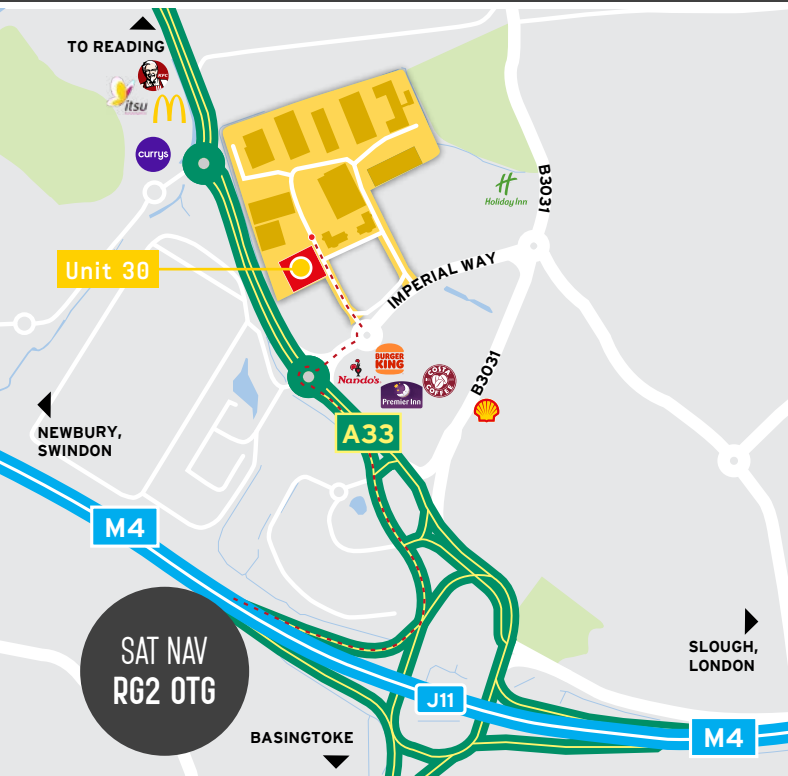 TO READING
KFC
itsu
currys
B3031
Holiday Inn
Unit 30
IMPERIAL WAY
BURGER
KING
Nando's
COSTA
COFFEE
Premier Inn
B3031
A33
NEWBURY,
SWINDON
M4
SAT NAV
RG2 0TG
SLOUGH,
LONDON
J11
M4
BASINGTOKE